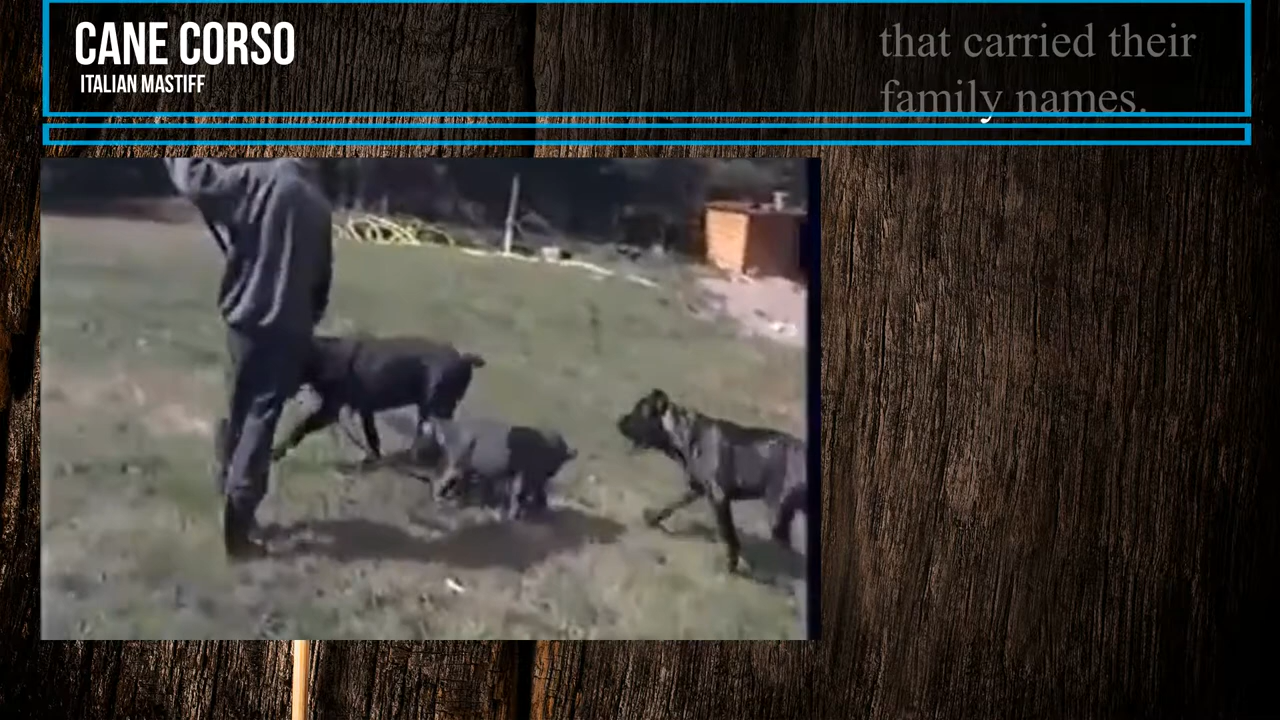 CANE CORSO
ITALIAN MASTIFF
that carried their
family names.